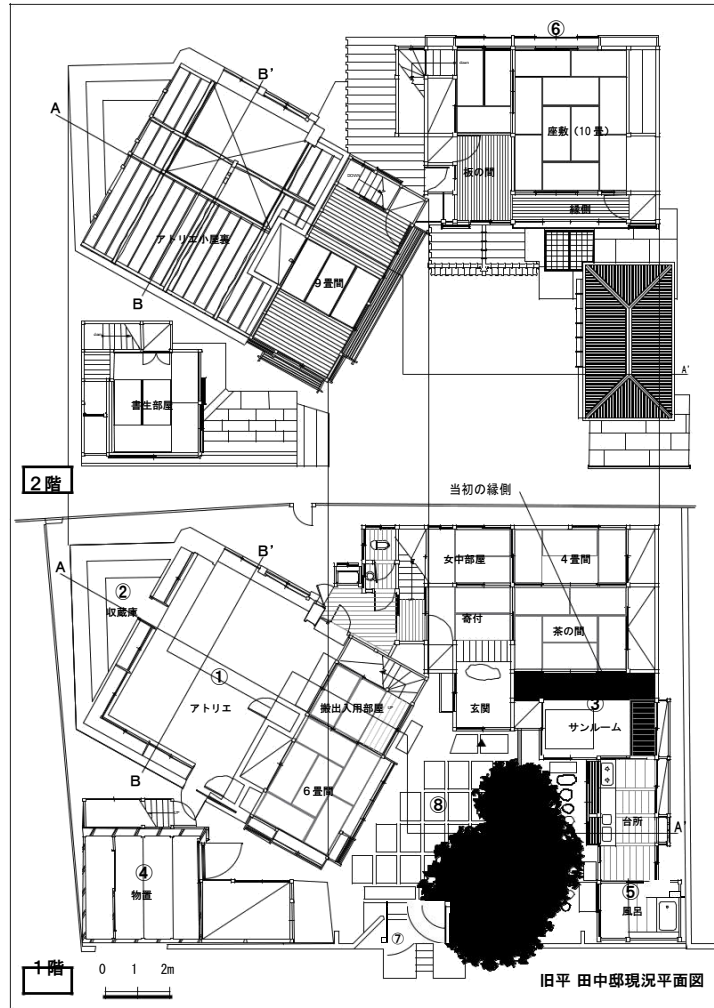 ⑥
B'
A
座敷（10畳）
板の間
縁側
アトリエ小屋裏
９畳間
B
A'
書生部屋
２階
当初の縁側
B'
A
②
収蔵庫
女中部屋
４畳間
寄付
茶の間
①
アトリエ
搬出入用部屋
玄関
③
サンルーム
６畳間
B
⑧
台所
A'
④
物置
⑤
風呂
⑦
１階
0 1 2m
旧平 田中邸現況平面図